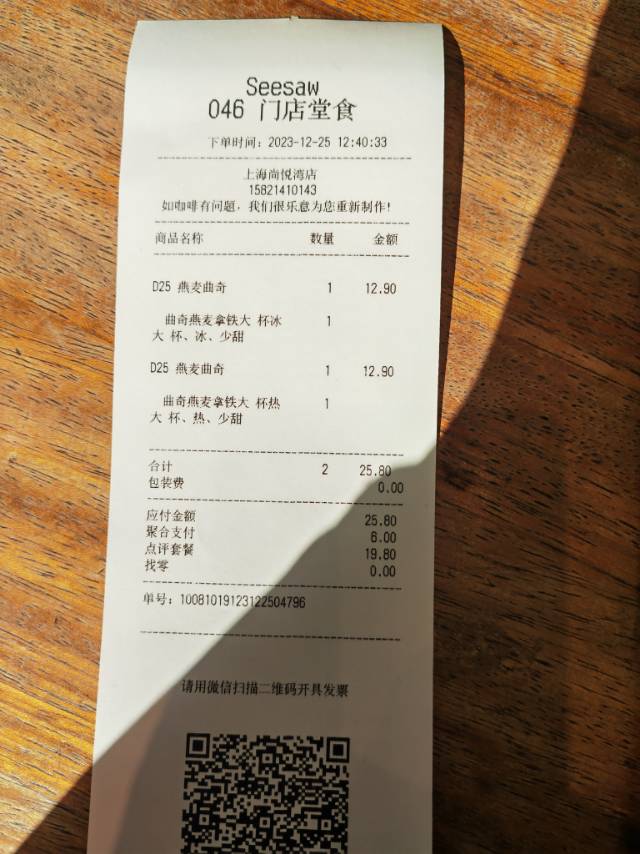 Seesaw
046 门店堂食
下单时间：2023-12-25 12:40:33
上海尚悦湾店
15821410143
如咖啡有问题，我们很乐意为您重新制作！
商品名称 数量 金额
D25 燕麦曲奇 1 12.90
曲奇燕麦拿铁大 杯冰 1
大 杯、冰、少甜
D25 燕麦曲奇 1 12.90
曲奇燕麦拿铁大 杯热 1
大 杯、热、少甜
合计 2 25.80
包装费 0.00
应付金额 25.80
聚合支付 6.00
点评套餐 19.80
找零 0.00
单号：10081019123122504796
请用微信扫描二维码开具发票